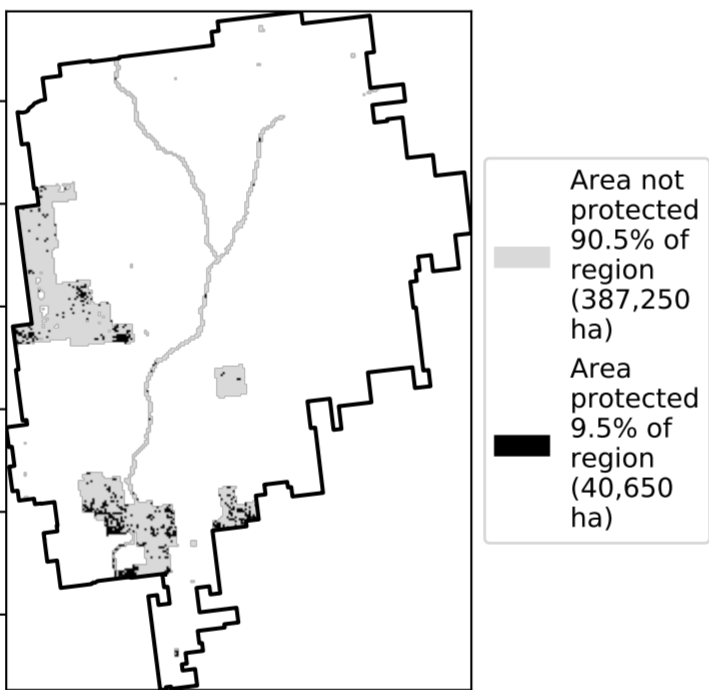 Area not
protected
90.5% of
region
(387,250
ha)
Area
protected
9.5% of
region
(40,650
ha)